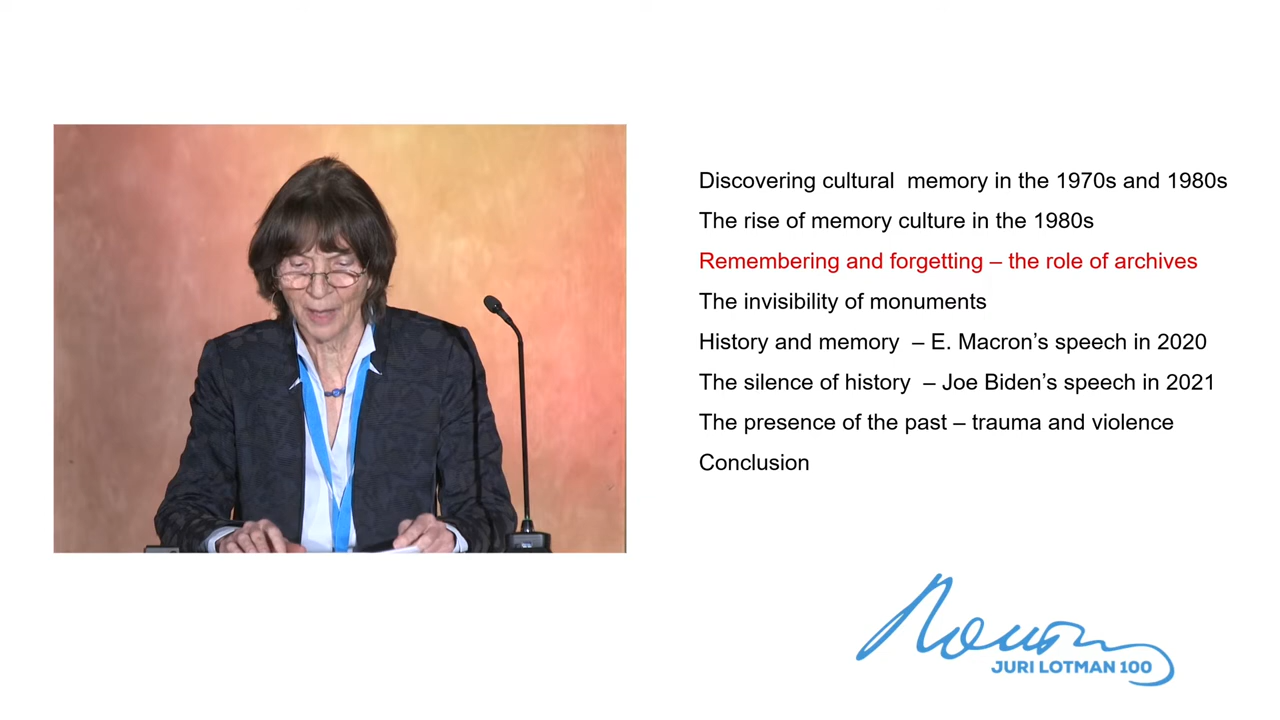 Discovering cultural memory in the 1970s and 1980s
The rise of memory culture in the 1980s
Remembering and forgetting – the role of archives
The invisibility of monuments
History and memory – E. Macron’s speech in 2020
The silence of history – Joe Biden’s speech in 2021
The presence of the past – trauma and violence
Conclusion
JURI LOTMAN 100